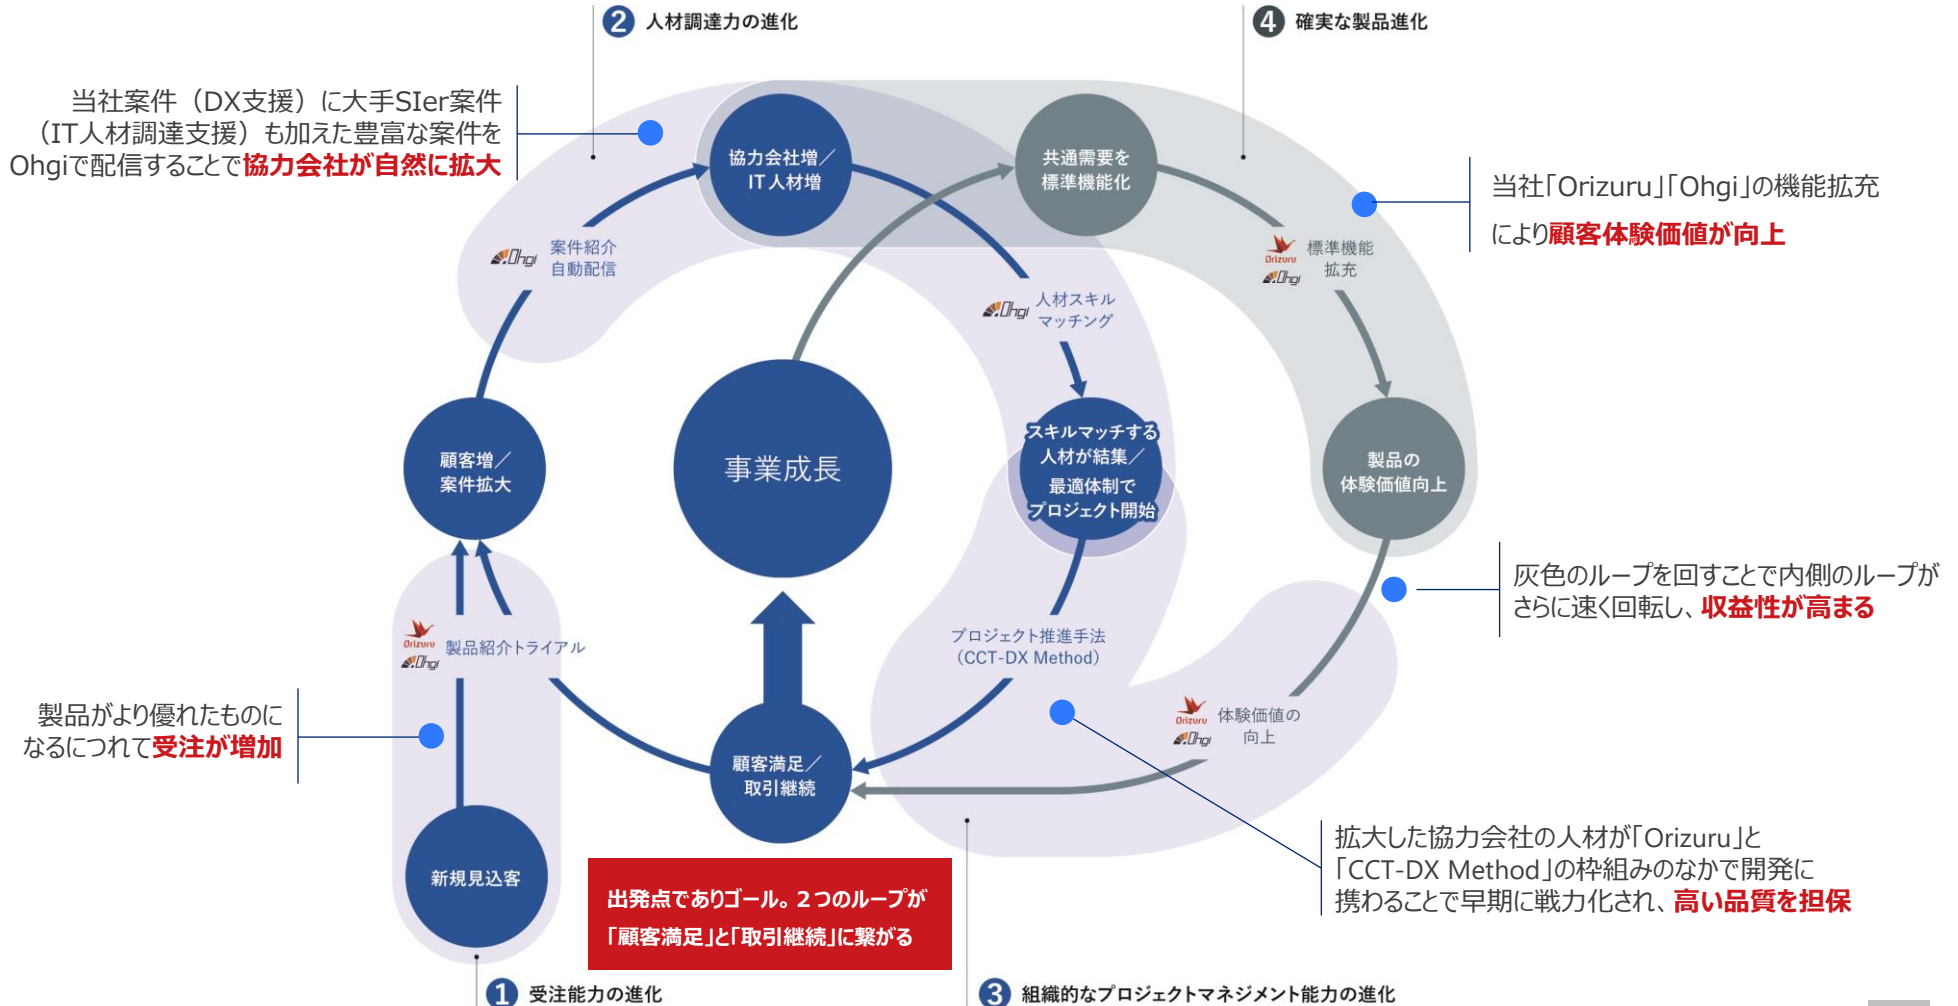 2 人材調達力の進化
4 確実な製品進化
当社案件（DX支援）に大手SIer案件
（IT人材調達支援）も加えた豊富な案件を
Ohgiで配信することで協力会社が自然に拡大
協力会社増／
IT人材増
共通需要を
標準機能化
当社「Orizuru」「Ohgi」の機能拡充
により顧客体験価値が向上
Ohgi
案件紹介
自動配信
Orizuru
Ohgi
標準機能
拡充
Ohgi
人材スキル
マッチング
顧客増／
案件拡大
事業成長
スキルマッチする
人材が結集／
最適体制で
プロジェクト開始
製品の
体験価値向上
灰色のループを回すことで内側のループが
さらに速く回転し、収益性が高まる
Orizuru
Ohgi
製品紹介トライアル
プロジェクト推進手法
（CCT-DX Method）
製品がより優れたものに
なるにつれて受注が増加
Orizuru
Ohgi
体験価値の
向上
顧客満足／
取引継続
新規見込客
拡大した協力会社の人材が「Orizuru」と
「CCT-DX Method」の枠組みのなかで開発に
携わることで早期に戦力化され、高い品質を担保
出発点でありゴール。２つのループが
「顧客満足」と「取引継続」に繋がる
1 受注能力の進化
3 組織的なプロジェクトマネジメント能力の進化